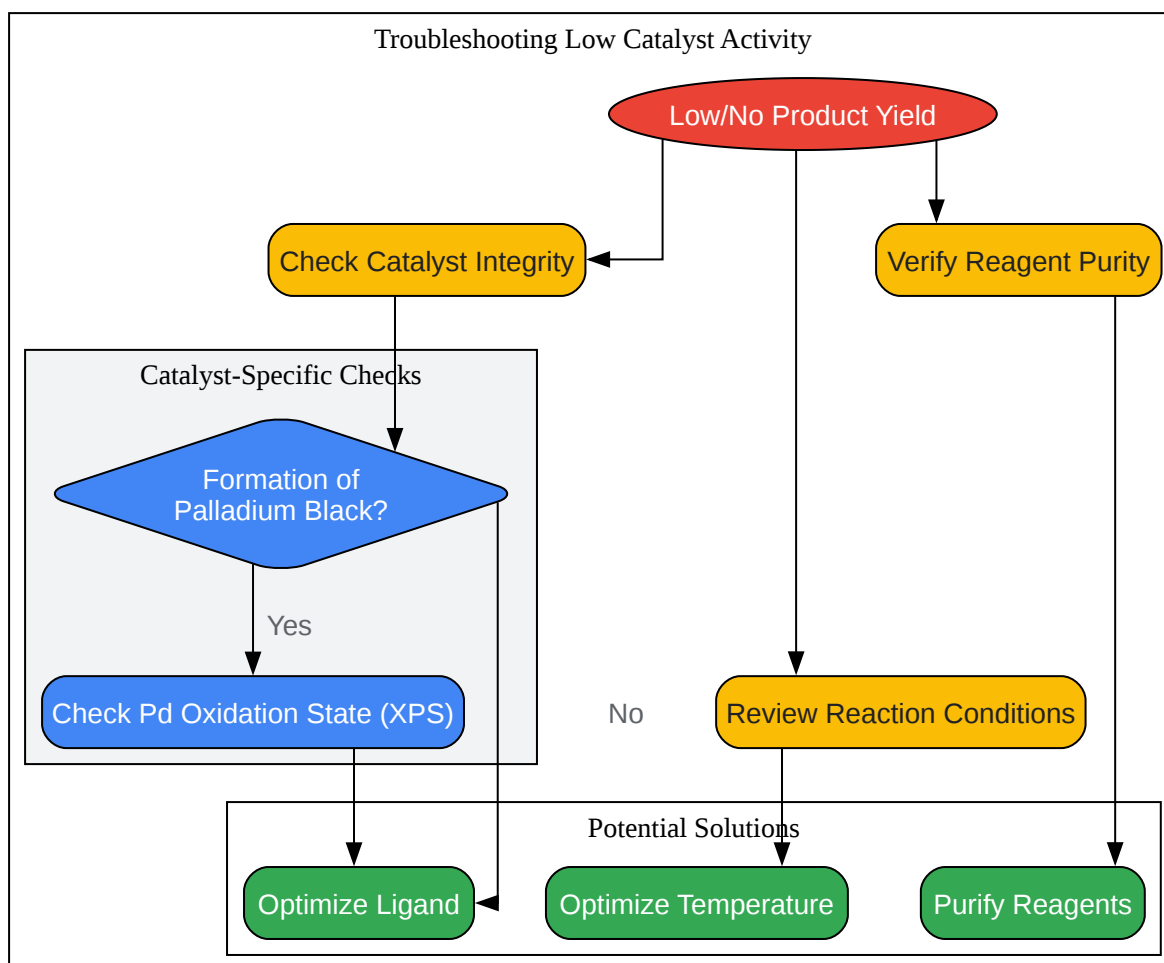 Troubleshooting Low Catalyst Activity
Low/No Product Yield
Check Catalyst Integrity
Verify Reagent Purity
Catalyst-Specific Checks
Formation of
Palladium Black?
Yes
Check Pd Oxidation State (XPS)
No
Review Reaction Conditions
Potential Solutions
Optimize Ligand
Optimize Temperature
Purify Reagents